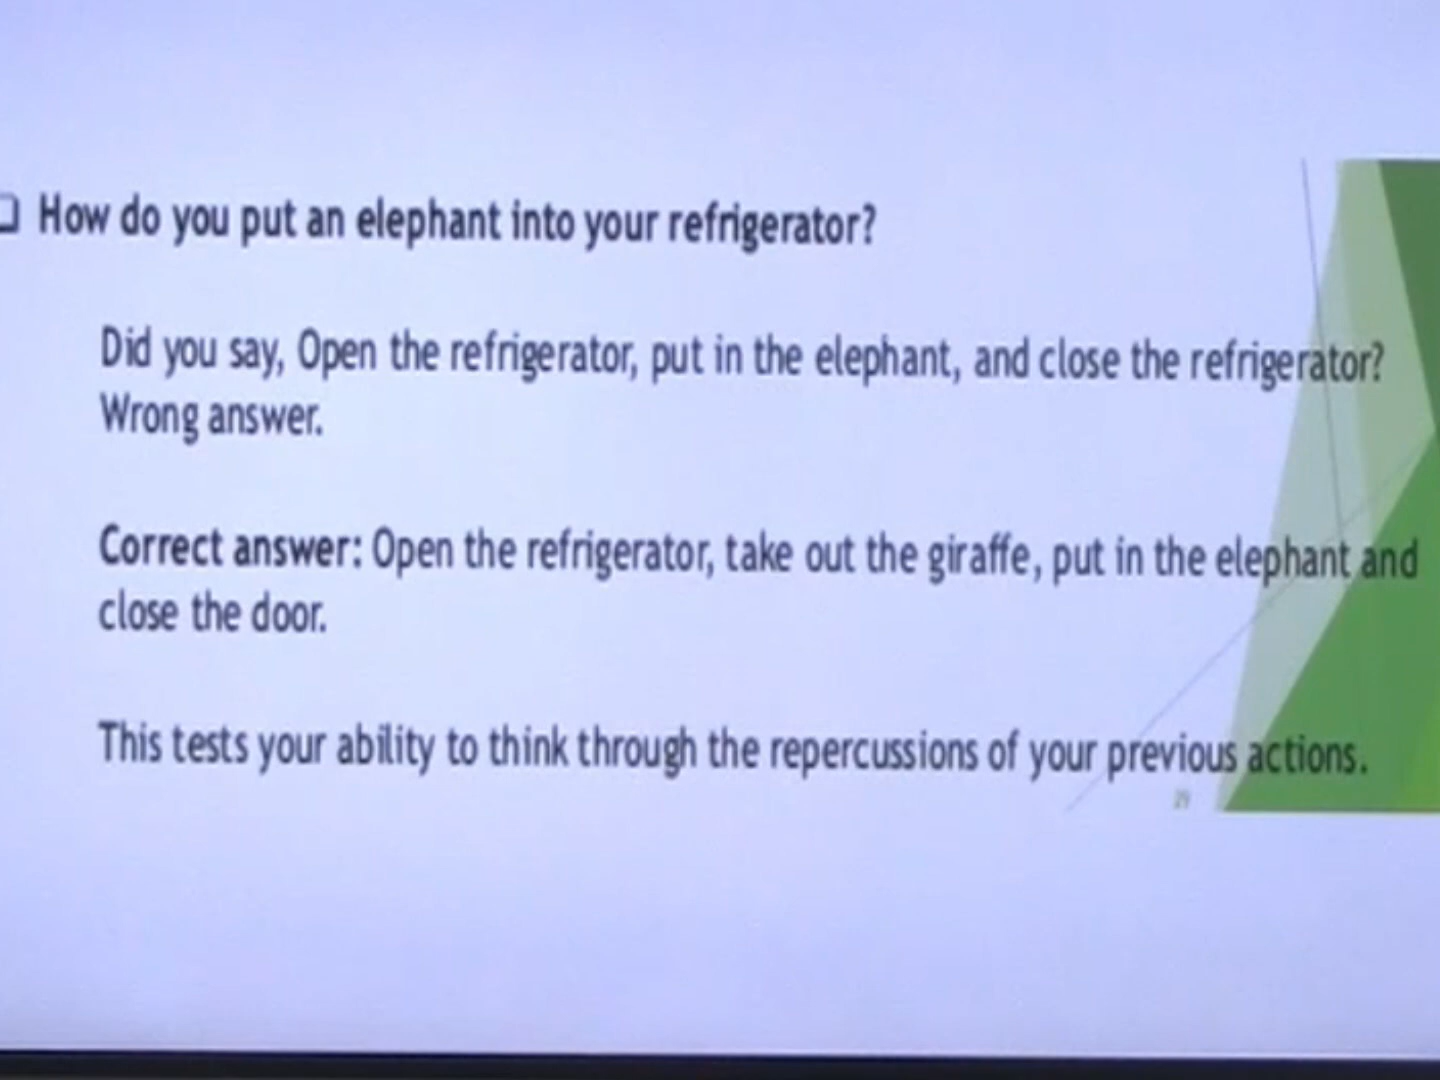 How do you put an elephant into your refrigerator?
Did you say, Open the refrigerator, put in the elephant, and close the refrigerator?
Wrong answer.
Correct answer: Open the refrigerator, take out the giraffe, put in the elephant and
close the door.
This tests your ability to think through the repercussions of your previous actions.